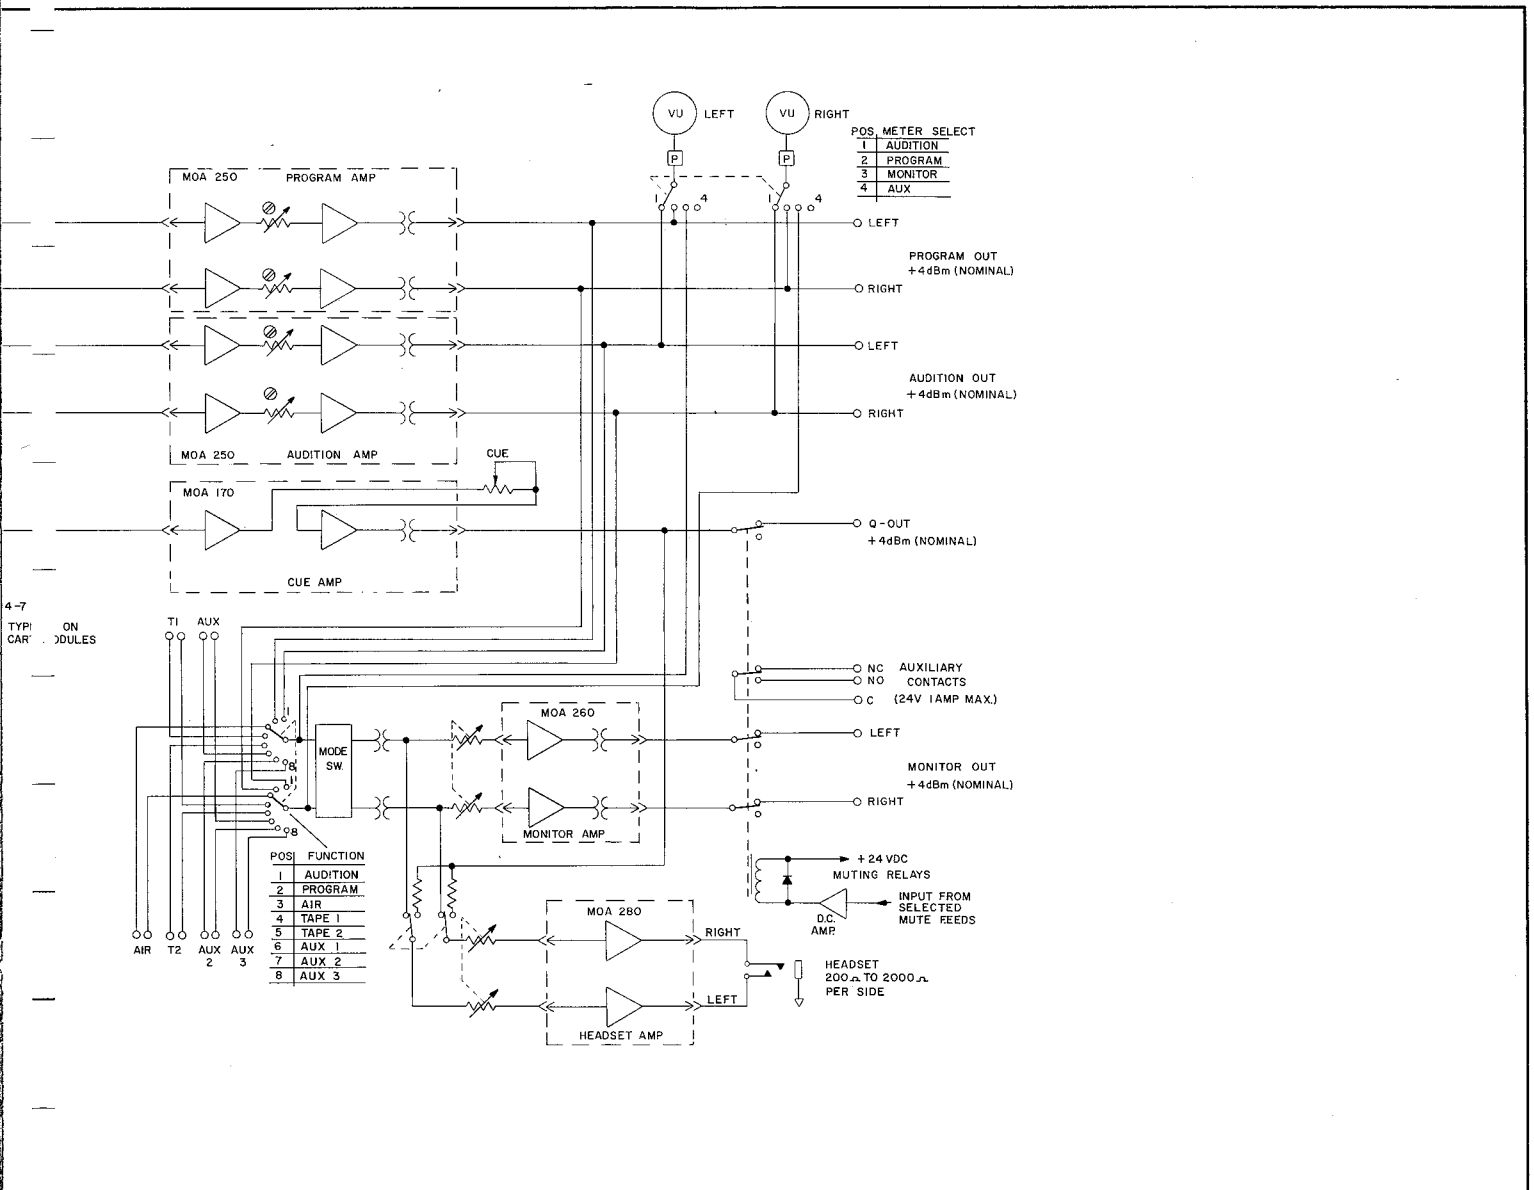 VU LEFT VU RIGHT
POS. METER SELECT
1 AUDITION
2 PROGRAM
3 MONITOR
4 AUX
4
4
MOA 250 PROGRAM AMP
LEFT
PROGRAM OUT
+4dBm (NOMINAL)
RIGHT
LEFT
AUDITION OUT
+4dBm (NOMINAL)
RIGHT
MOA 250 AUDITION AMP
CUE
MOA 170
Q-OUT
+4dBm (NOMINAL)
CUE AMP
4-7
ON
T1 AUX
NC AUXILIARY
NO CONTACTS
C (24V 1AMP MAX.)
MOA 260
LEFT
MODE
SW.
MONITOR OUT
+4dBm (NOMINAL)
RIGHT
MONITOR AMP
1
8
1
8
POS FUNCTION
1 AUDITION
2 PROGRAM
3 AIR
4 TAPE 1
5 TAPE 2
6 AUX 1
7 AUX 2
8 AUX 3
+24 VDC
MUTING RELAYS
INPUT FROM
SELECTED
MUTE FEEDS
D.C.
AMP.
AIR T2 AUX AUX
2 3
MOA 280
RIGHT
HEADSET
200Ω TO 2000Ω
PER SIDE
LEFT
HEADSET AMP
P
P